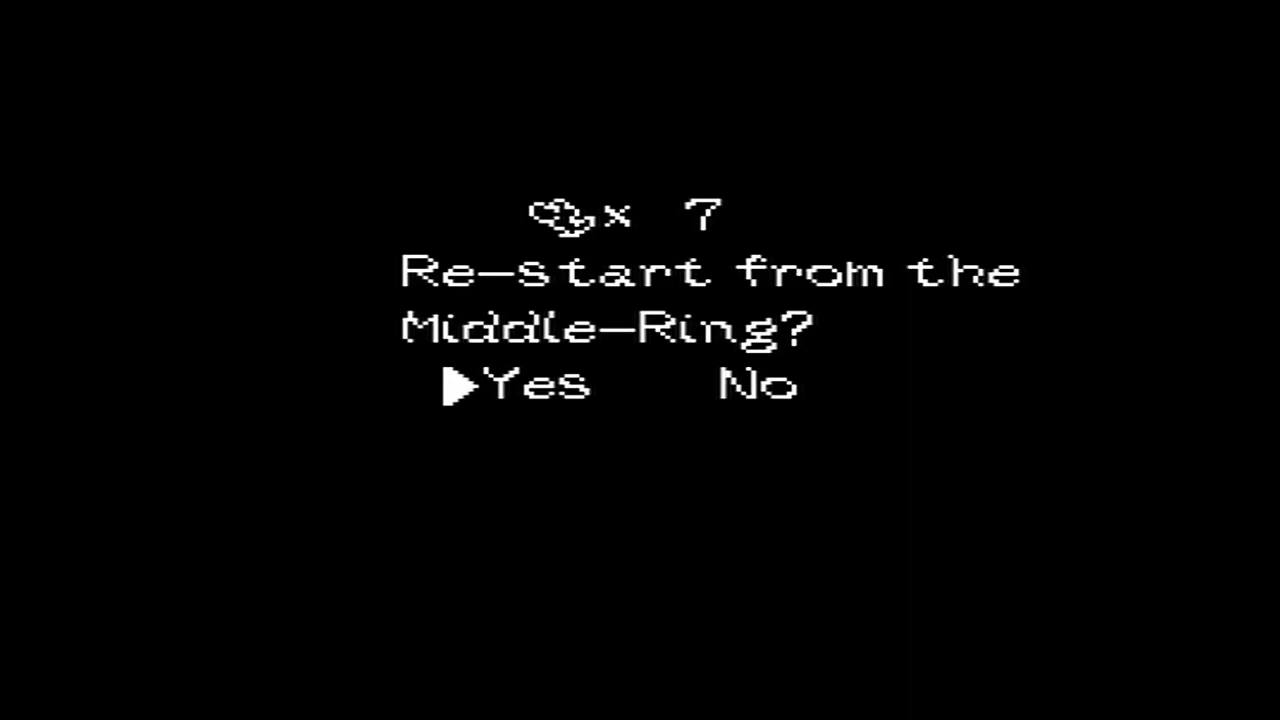 x 7
Re-start from the
Middle-Ring?
▶Yes No